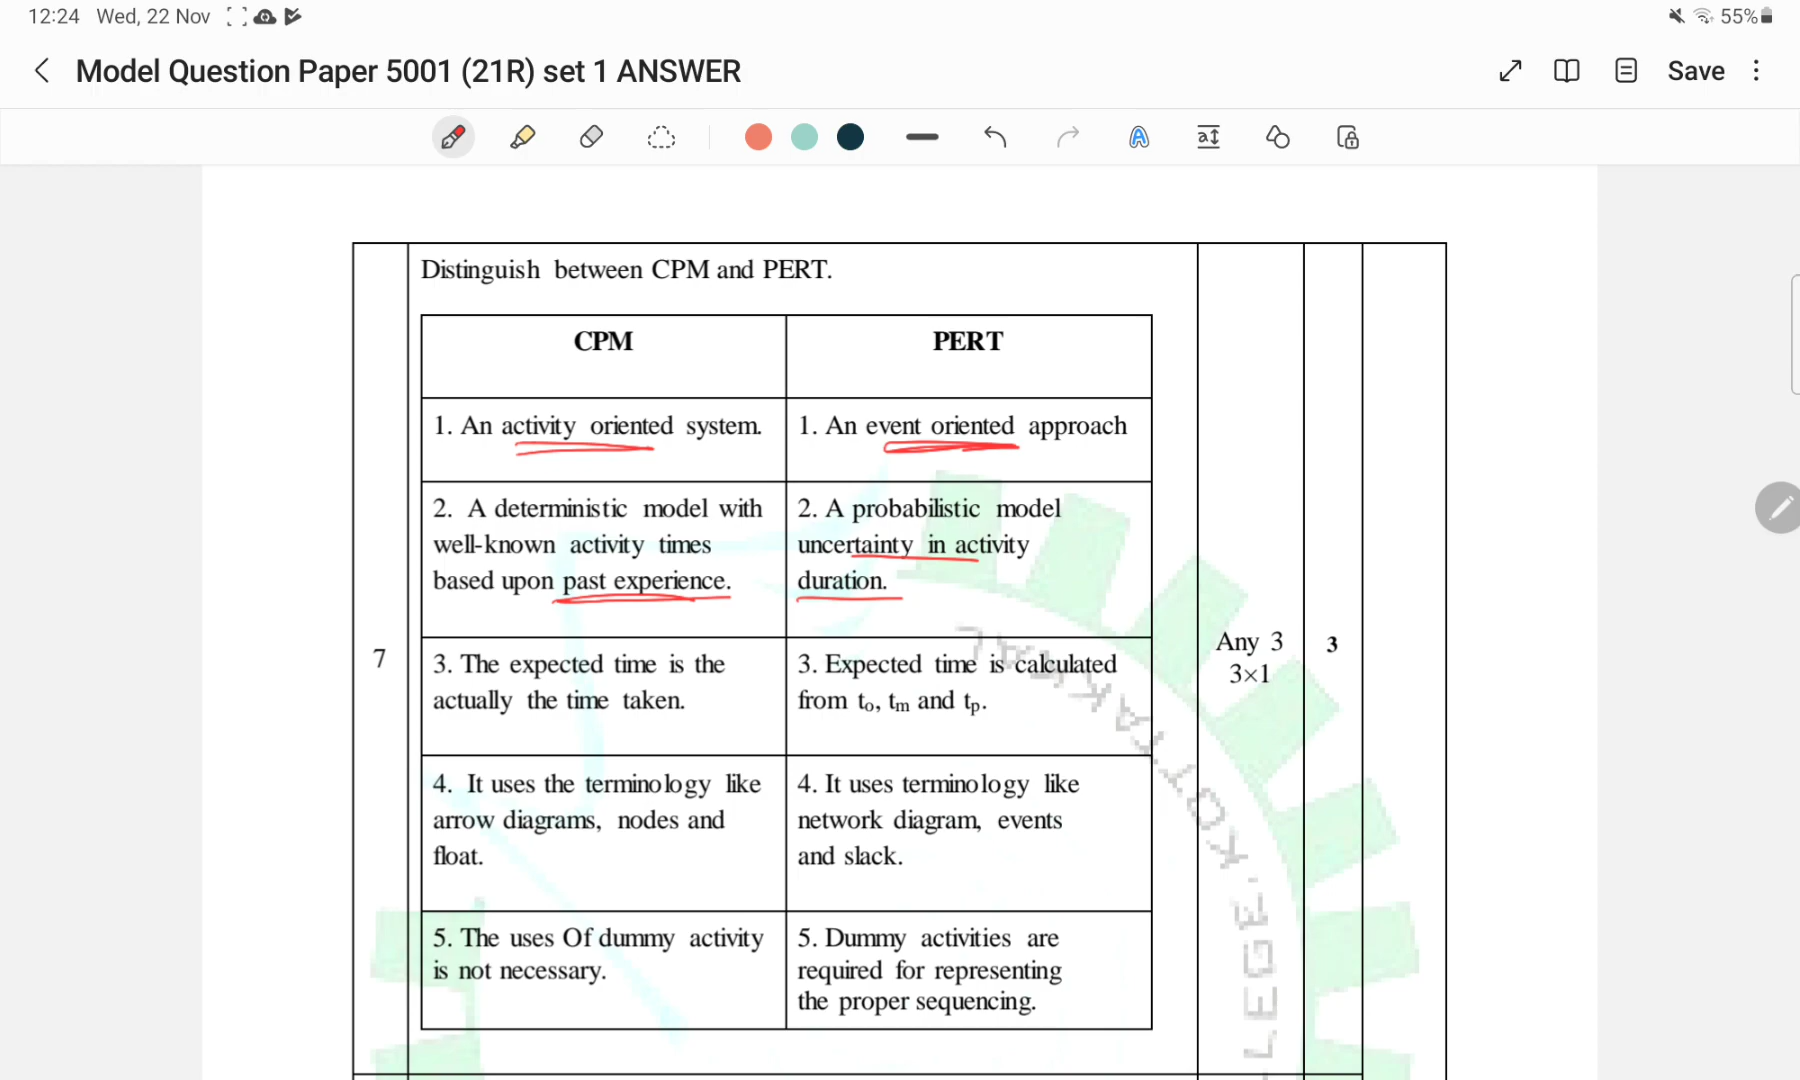 12:24 Wed, 22 Nov
55%
Model Question Paper 5001 (21R) set 1 ANSWER
Save
Distinguish between CPM and PERT.
CPM
PERT
1. An activity oriented system.
1. An event oriented approach
2. A deterministic model with
well-known activity times
based upon past experience.
2. A probabilistic model
uncertainty in activity
duration.
7
3. The expected time is the
actually the time taken.
3. Expected time is calculated
from to, tm and tp.
Any 3
3×1
3
4. It uses the terminology like
arrow diagrams, nodes and
float.
4. It uses terminology like
network diagram, events
and slack.
5. The uses Of dummy activity
is not necessary.
5. Dummy activities are
required for representing
the proper sequencing.